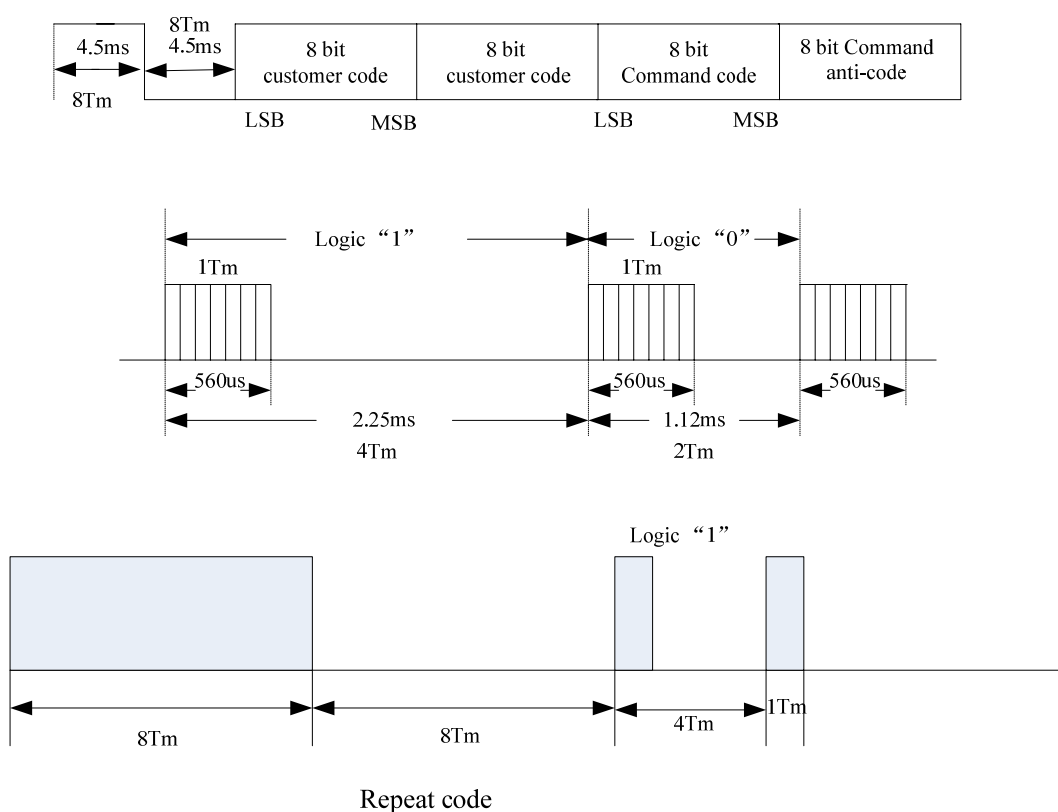 8Tm
4.5ms
4.5ms
8Tm
8 bit
customer code
8 bit
customer code
8 bit
Command code
8 bit Command
anti-code
LSB
MSB
LSB
MSB
Logic “1”
Logic “0”
1Tm
1Tm
560us
560us
560us
2.25ms
1.12ms
4Tm
2Tm
Logic “1”
8Tm
8Tm
4Tm
1Tm
Repeat code